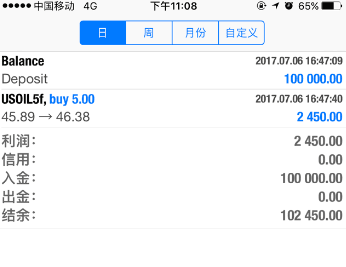 ●●●●● 中国移动 4G 下午11:08 65%
日 周 月份 自定义
Balance 2017.07.06 16:47:09
Deposit 100 000.00
USOIL5f, buy 5.00 2017.07.06 16:47:40
45.89 → 46.38 2 450.00
利润: 2 450.00
信用: 0.00
入金: 100 000.00
出金: 0.00
结余: 102 450.00